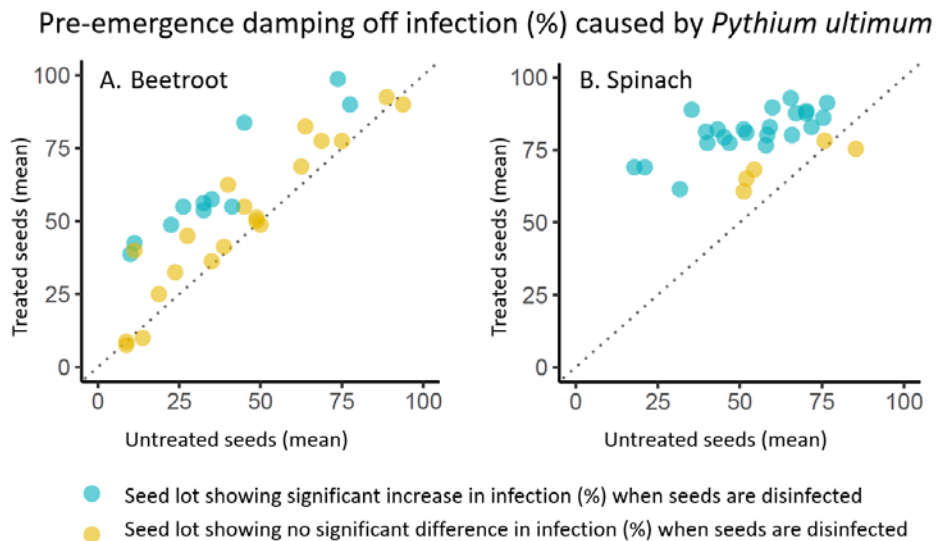 Pre-emergence damping off infection (%) caused by Pythium ultimum
A. Beetroot
100
75
50
25
0
Treated seeds (mean)
0 25 50 75 100
Untreated seeds (mean)
B. Spinach
100
75
50
25
0
Treated seeds (mean)
0 25 50 75 100
Untreated seeds (mean)
Seed lot showing significant increase in infection (%) when seeds are disinfected
Seed lot showing no significant difference in infection (%) when seeds are disinfected